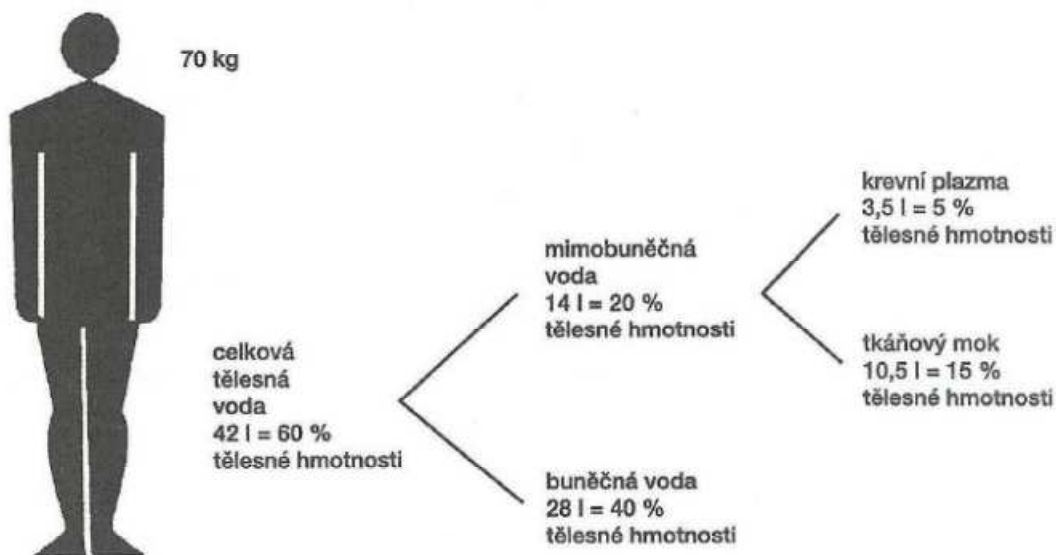 70 kg
celková
tělesná
voda
42 l = 60 %
tělesné hmotnosti
mimobuněčná
voda
14 l = 20 %
tělesné hmotnosti
buněčná voda
28 l = 40 %
tělesné hmotnosti
krevní plazma
3,5 l = 5 %
tělesné hmotnosti
tkáňový mok
10,5 l = 15 %
tělesné hmotnosti